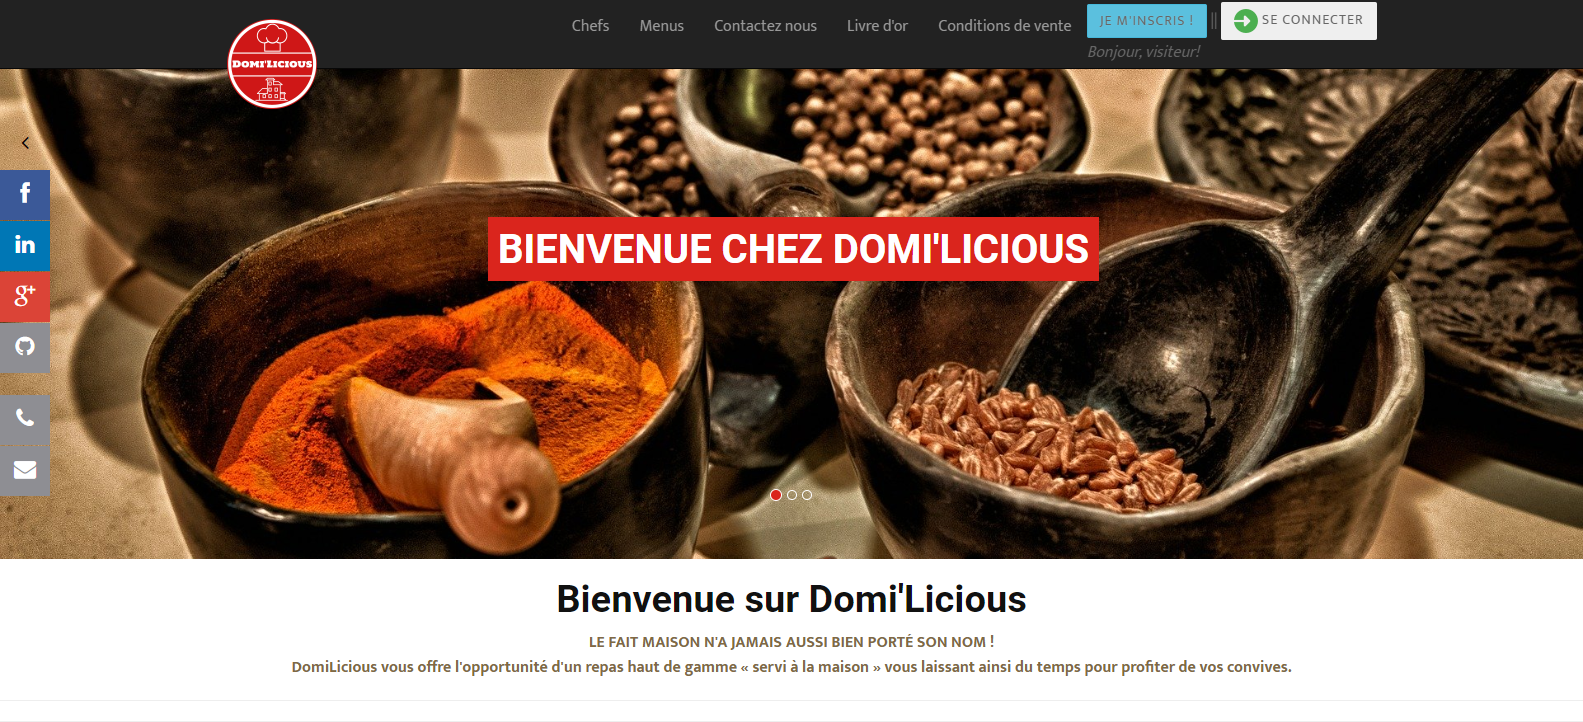 Chefs Menus Contactez nous Livre d'or Conditions de vente JE M'INSCRIS ! || SE CONNECTER
Bonjour, visiteur!
DOMI'LICIOUS
BIENVENUE CHEZ DOMI'LICIOUS
Bienvenue sur Domi'Licious
LE FAIT MAISON N'A JAMAIS AUSSI BIEN PORTÉ SON NOM !
DomiLicious vous offre l'opportunité d'un repas haut de gamme « servi à la maison » vous laissant ainsi du temps pour profiter de vos convives.